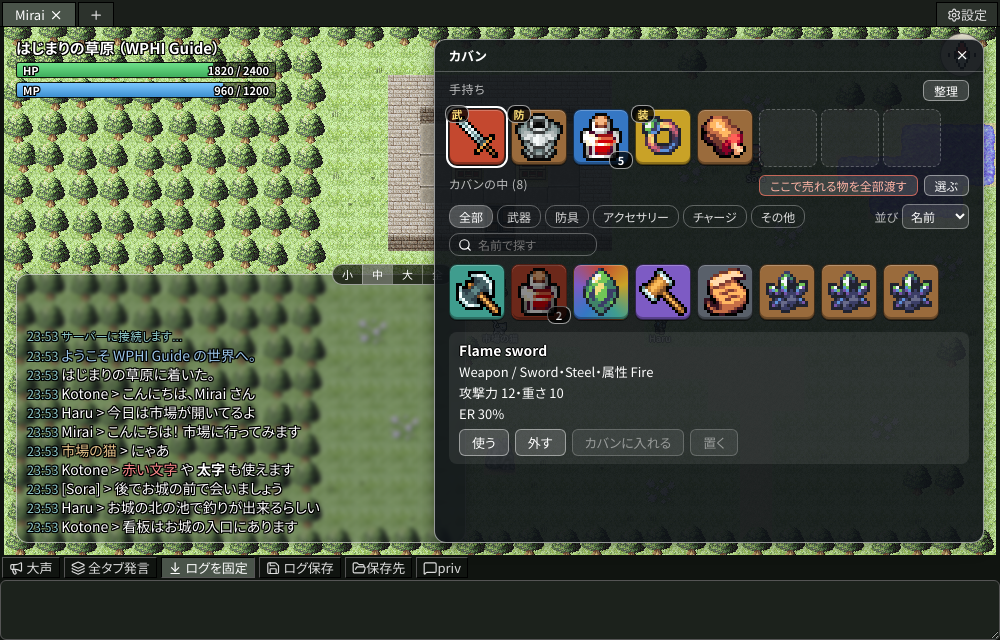 Mirai ×
+
設定
はじまりの草原 (WPHI Guide)
HP 1820 / 2400
MP 960 / 1200
カバン
×
手持ち
整理
武
防
5
装
カバンの中 (8)
ここで売れる物を全部渡す
選ぶ
全部 武器 防具 アクセサリー チャージ その他
並び 名前
名前で探す
2
小 中 大
Flame sword
Weapon / Sword・Steel・属性 Fire
攻撃力 12・重さ 10
ER 30%
使う 外す カバンに入れる 置く
23:53 サーバーに接続します...
23:53 ようこそ WPHI Guide の世界へ。
23:53 はじまりの草原に着いた。
23:53 Kotone > こんにちは、Mirai さん
23:53 Haru > 今日は市場が開いてるよ
23:53 Mirai > こんにちは! 市場に行ってみます
23:53 市場の猫 > にゃあ
23:53 Kotone > 赤い文字 や 太字 も使えます
23:53 [Sora] > 後でお城の前で会いましょう
23:53 Haru > お城の北の池で釣りが出来るらしい
23:53 Kotone > 看板はお城の入口にあります
大声 全タブ発言 ログを固定 ログ保存 保存先 priv